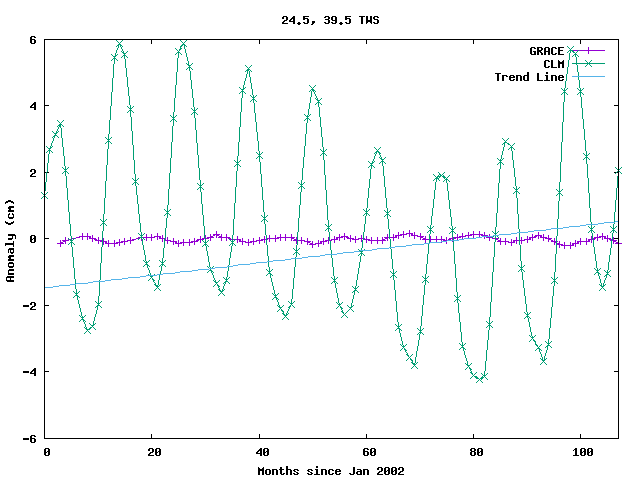 24.5, 39.5 TWS
GRACE
CLM
Trend Line
6
4
2
0
-2
-4
-6
Anomaly (cm)
0 20 40 60 80 100
Months since Jan 2002